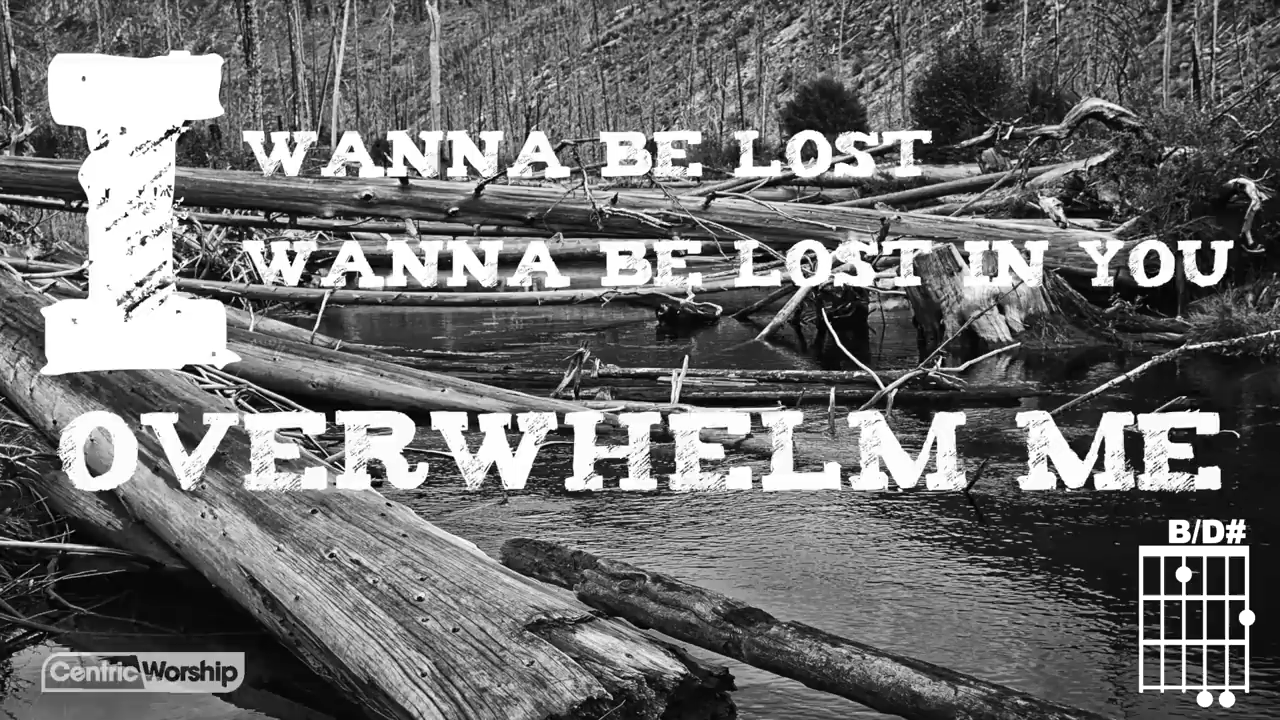 I WANNA BE LOST
WANNA BE LOST IN YOU
OVERWHELM ME
B/D#
CentricWorship